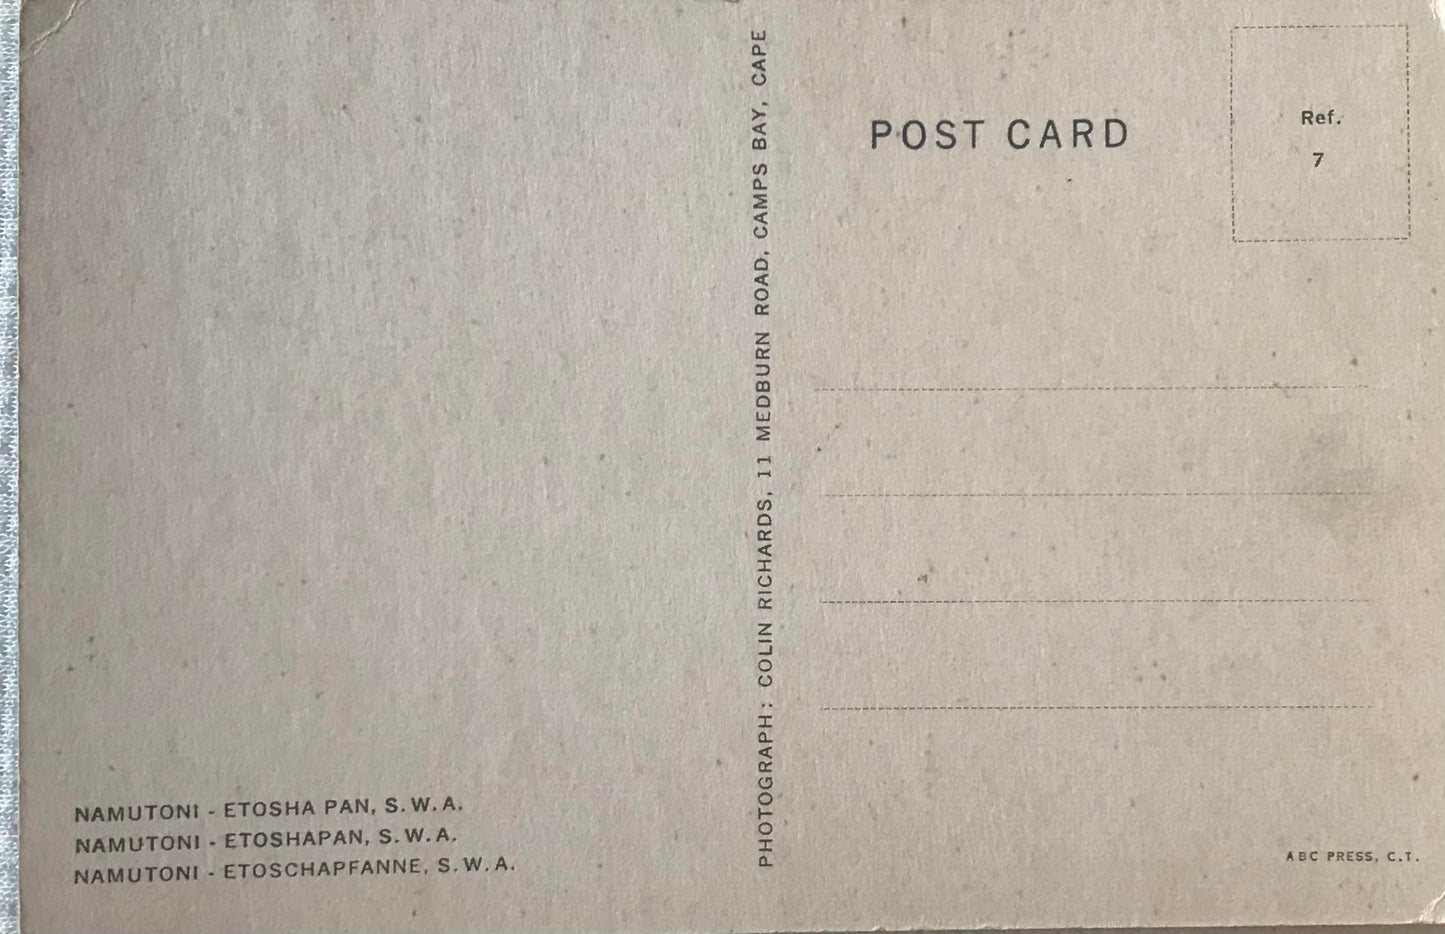 POST CARD
Ref.
7
PHOTOGRAPH: COLIN RICHARDS, 11 MEDBURN ROAD, CAMPS BAY, CAPE
NAMUTONI - ETOSHA PAN, S.W.A.
NAMUTONI - ETOSHAPAN, S.W.A.
NAMUTONI - ETOSCHAPFANNE, S.W.A.
ABC PRESS, C.T.